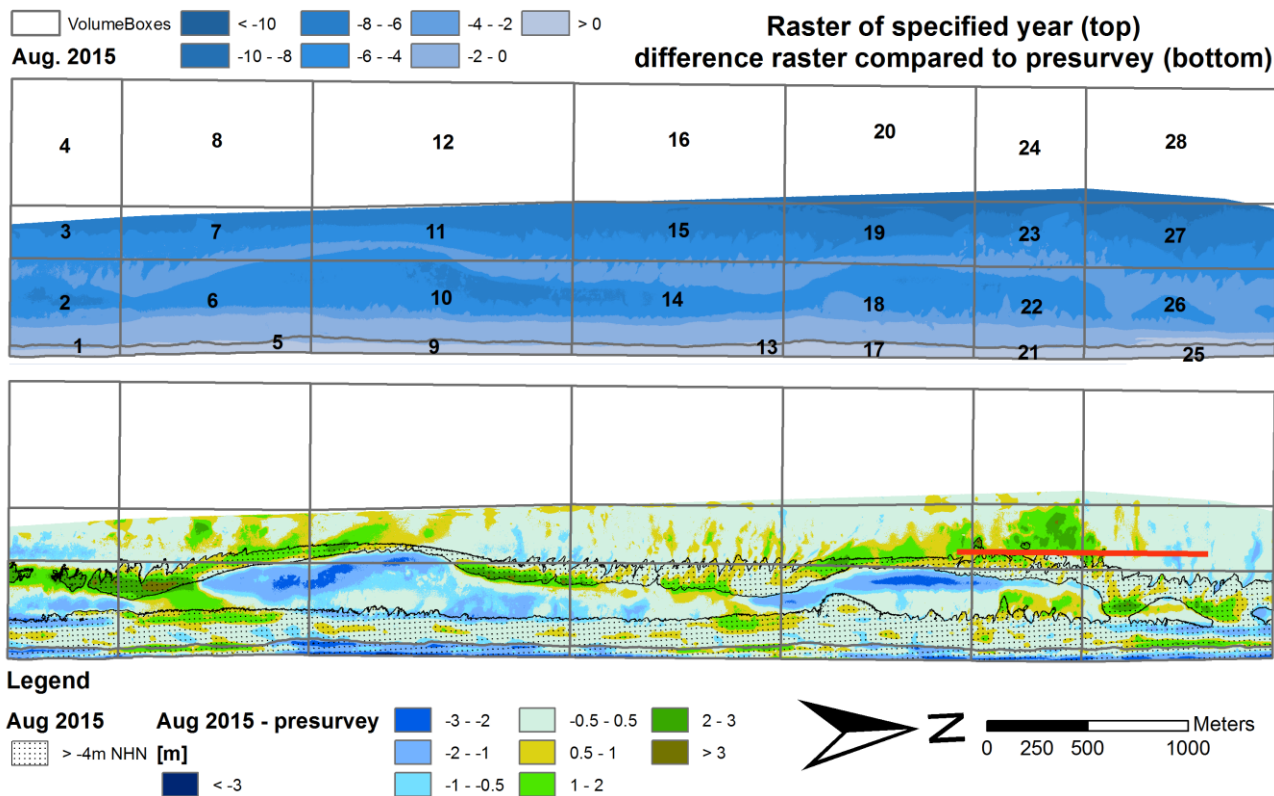 VolumeBoxes < -10 -8 - -6 -4 - -2 > 0
Aug. 2015 -10 - -8 -6 - -4 -2 - 0
Raster of specified year (top)
difference raster compared to presurvey (bottom)
4 8 12 16 20 24 28
3 7 11 15 19 23 27
2 6 10 14 18 22 26
1 5 9 13 17 21 25
Legend
Aug 2015 Aug 2015 - presurvey
> -4m NHN [m]
< -3
-3 - -2 -0.5 - 0.5 2 - 3
-2 - -1 0.5 - 1 > 3
-1 - -0.5 1 - 2
N
Meters
0 250 500 1000